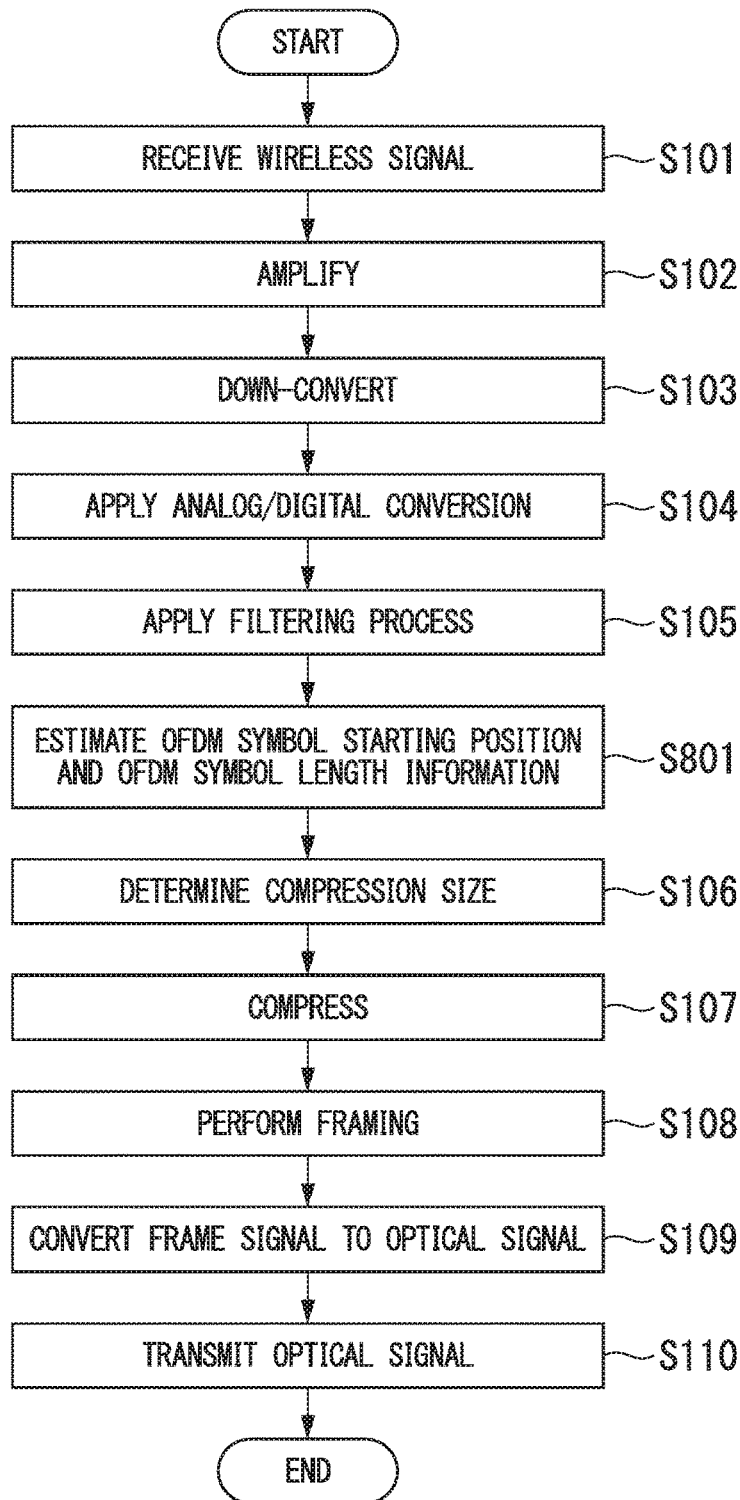 START
RECEIVE WIRELESS SIGNAL S101
AMPLIFY S102
DOWN-CONVERT S103
APPLY ANALOG/DIGITAL CONVERSION S104
APPLY FILTERING PROCESS S105
ESTIMATE OFDM SYMBOL STARTING POSITION
AND OFDM SYMBOL LENGTH INFORMATION S801
DETERMINE COMPRESSION SIZE S106
COMPRESS S107
PERFORM FRAMING S108
CONVERT FRAME SIGNAL TO OPTICAL SIGNAL S109
TRANSMIT OPTICAL SIGNAL S110
END